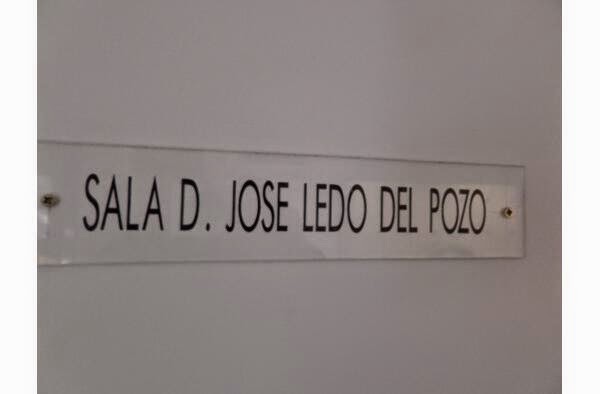 SALA D. JOSE LEDO DEL POZO